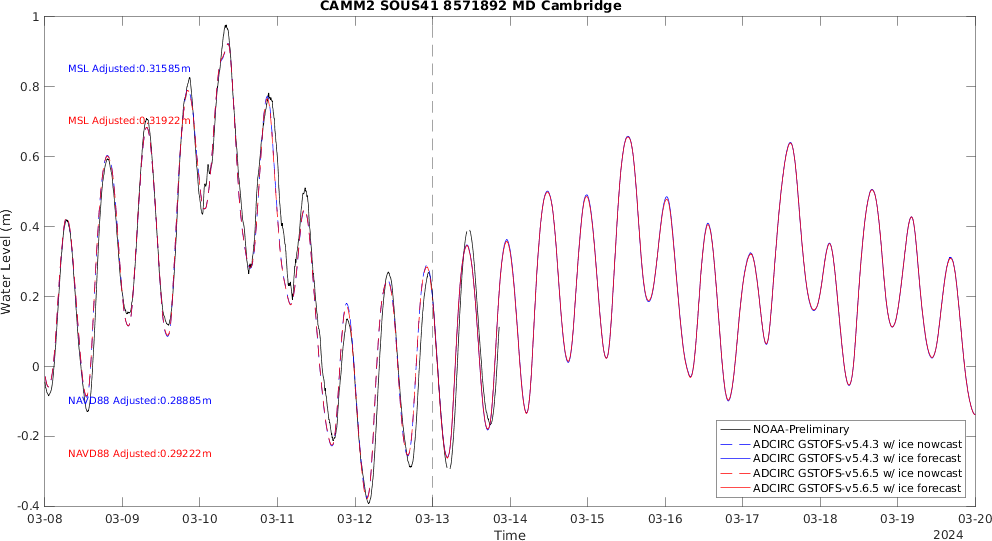 CAMM2 SOUS41 8571892 MD Cambridge
1
0.8
0.6
0.4
0.2
0
-0.2
-0.4
Water Level (m)
MSL Adjusted:0.31585m
MSL Adjusted:0.31922m
NAVD88 Adjusted:0.28885m
NAVD88 Adjusted:0.29222m
NOAA-Preliminary
ADCIRC GSTOFS-v5.4.3 w/ ice nowcast
ADCIRC GSTOFS-v5.4.3 w/ ice forecast
ADCIRC GSTOFS-v5.6.5 w/ ice nowcast
ADCIRC GSTOFS-v5.6.5 w/ ice forecast
03-08 03-09 03-10 03-11 03-12 03-13 03-14 03-15 03-16 03-17 03-18 03-19 03-20
Time
2024